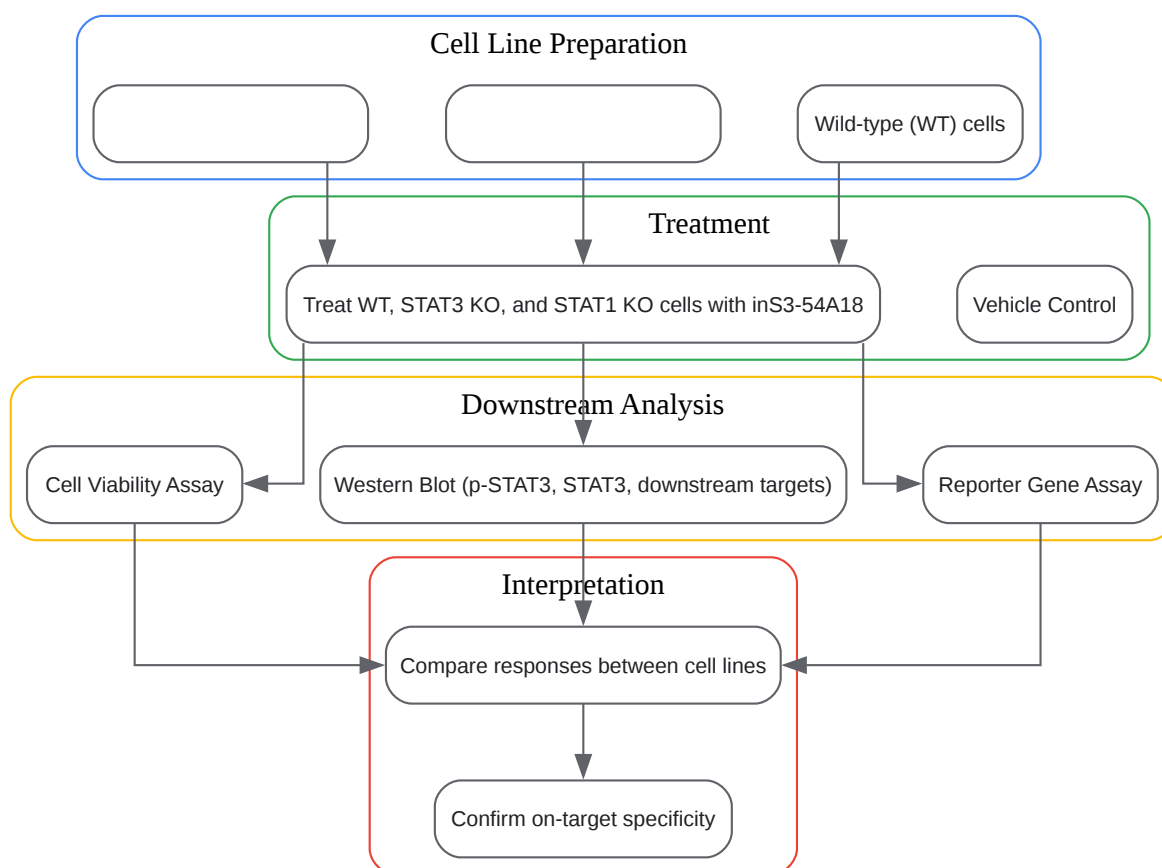 Cell Line Preparation
Wild-type (WT) cells
Treatment
Treat WT, STAT3 KO, and STAT1 KO cells with inS3-54A18
Vehicle Control
Downstream Analysis
Cell Viability Assay
Western Blot (p-STAT3, STAT3, downstream targets)
Reporter Gene Assay
Interpretation
Compare responses between cell lines
Confirm on-target specificity